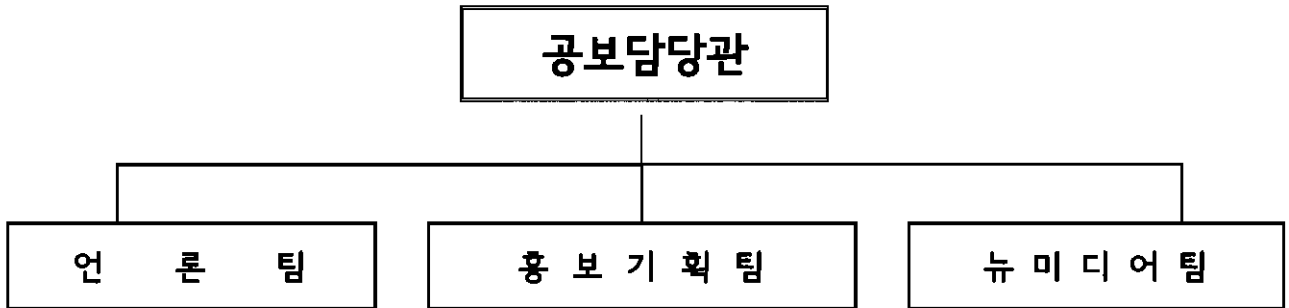 공보담당관
언 론 팀
홍 보 기 획 팀
뉴 미 디 어 팀